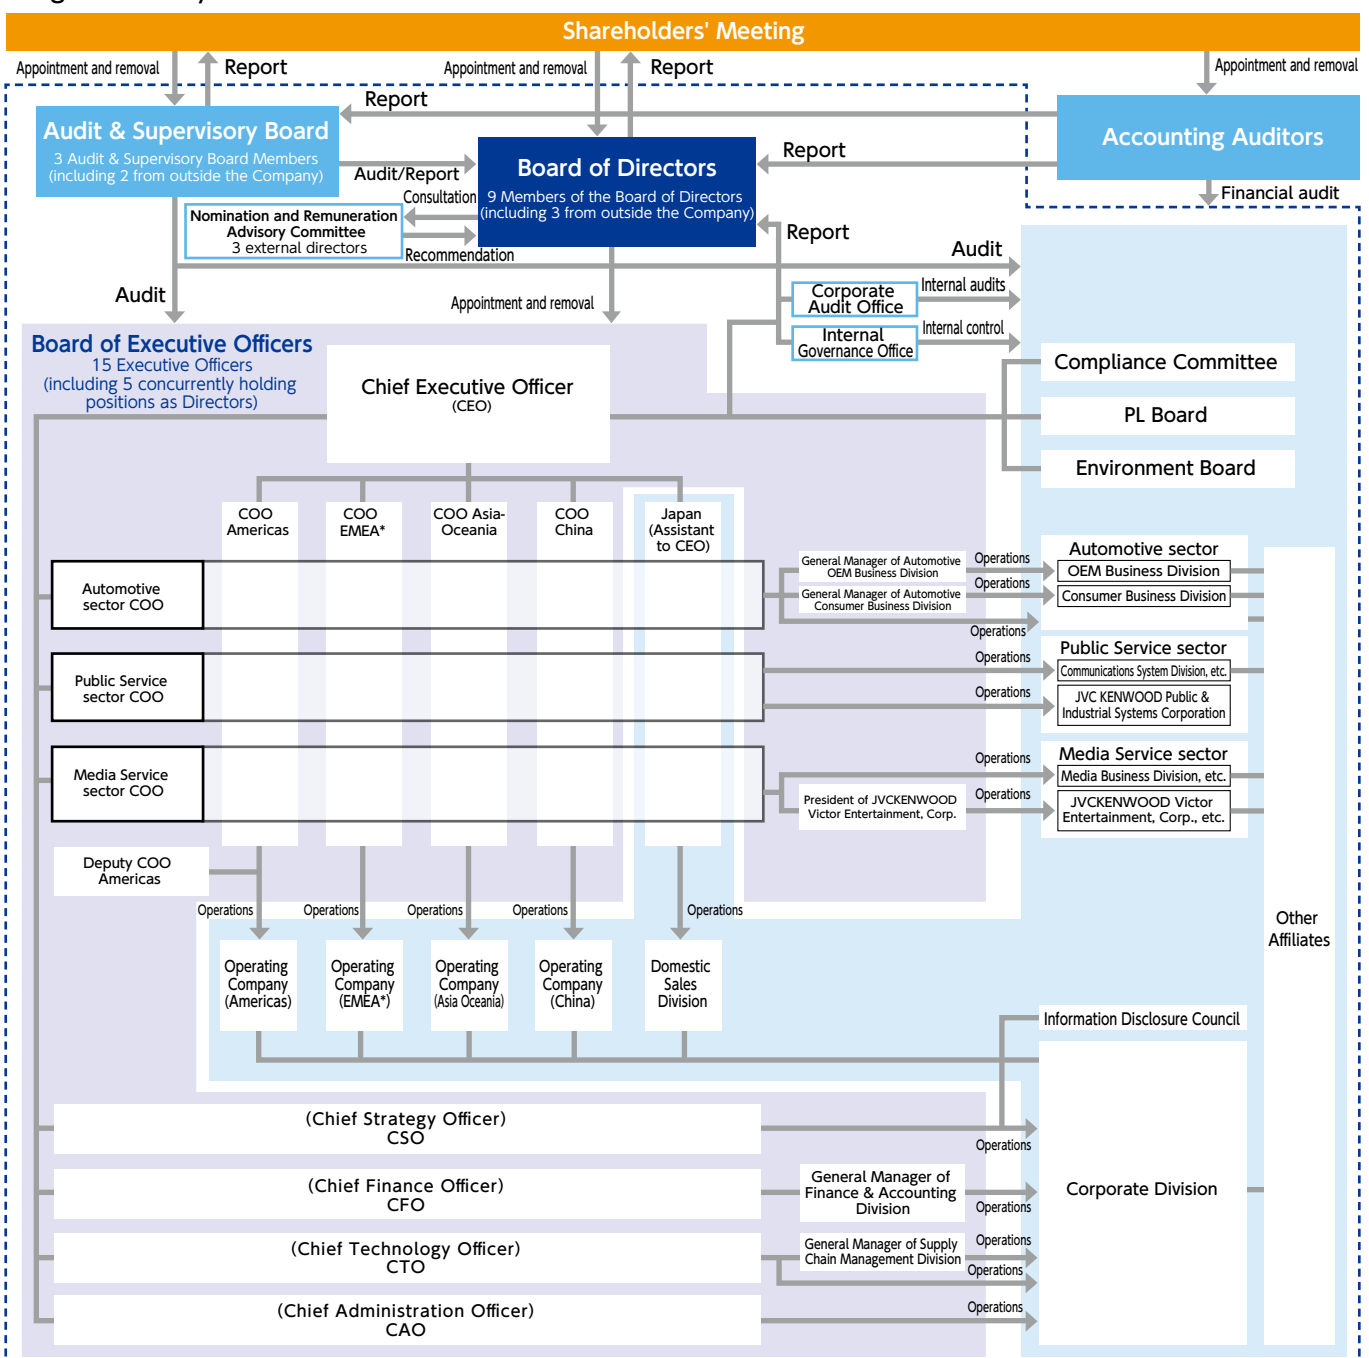 Shareholders' Meeting
Appointment and removal
Report
Appointment and removal
Report
Appointment and removal
Report
Audit & Supervisory Board
3 Audit & Supervisory Board Members
(including 2 from outside the Company)
Accounting Auditors
Board of Directors
9 Members of the Board of Directors
(including 3 from outside the Company)
Report
Audit/Report
Financial audit
Consultation
Nomination and Remuneration
Advisory Committee
3 external directors
Recommendation
Report
Audit
Audit
Appointment and removal
Corporate
Audit Office
Internal audits
Internal
Governance Office
Internal control
Board of Executive Officers
15 Executive Officers
(including 5 concurrently holding
positions as Directors)
Chief Executive Officer
(CEO)
Compliance Committee
PL Board
Environment Board
COO
Americas
COO
EMEA*
COO Asia-
Oceania
COO
China
Japan
(Assistant
to CEO)
Automotive
sector COO
General Manager of Automotive
OEM Business Division
Operations
General Manager of Automotive
Consumer Business Division
Operations
Operations
Automotive sector
OEM Business Division
Consumer Business Division
Public Service
sector COO
Operations
Operations
Public Service sector
Communications System Division, etc.
JVC KENWOOD Public &
Industrial Systems Corporation
Media Service
sector COO
Operations
President of JVCKENWOOD
Victor Entertainment, Corp.
Operations
Media Service sector
Media Business Division, etc.
JVCKENWOOD Victor
Entertainment, Corp., etc.
Deputy COO
Americas
Operations
Operations
Operations
Operations
Operations
Other
Affiliates
Operating
Company
(Americas)
Operating
Company
(EMEA*)
Operating
Company
(Asia Oceania)
Operating
Company
(China)
Domestic
Sales
Division
Information Disclosure Council
(Chief Strategy Officer)
CSO
Operations
(Chief Finance Officer)
CFO
General Manager of
Finance & Accounting
Division
Operations
Corporate Division
(Chief Technology Officer)
CTO
General Manager of Supply
Chain Management Division
Operations
Operations
(Chief Administration Officer)
CAO
Operations